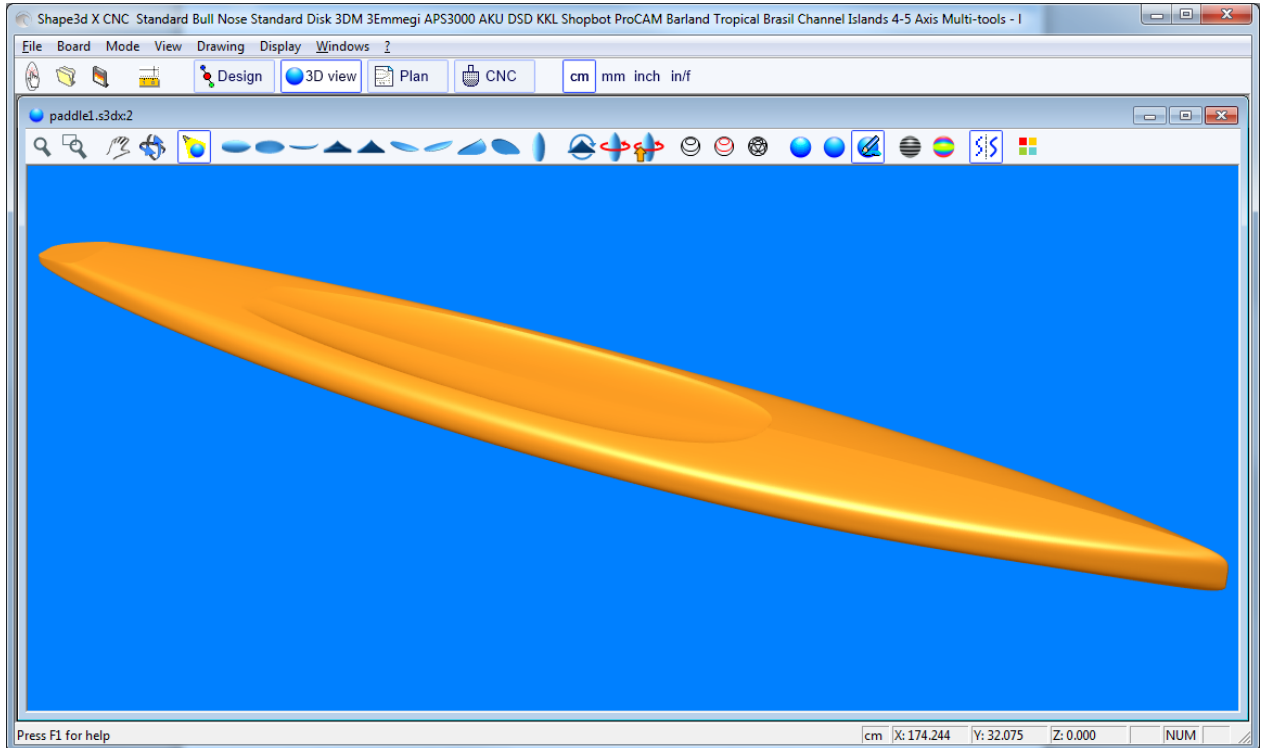 Shape3d X CNC Standard Bull Nose Standard Disk 3DM 3Emmegi APS3000 AKU DSD KKL Shopbot ProCAM Barland Tropical Brasil Channel Islands 4-5 Axis Multi-tools - I
File Board Mode View Drawing Display Windows ?
Design 3D view Plan CNC cm mm inch in/f
paddle1.s3dx:2
Press F1 for help cm X: 174.244 Y: 32.075 Z: 0.000 NUM